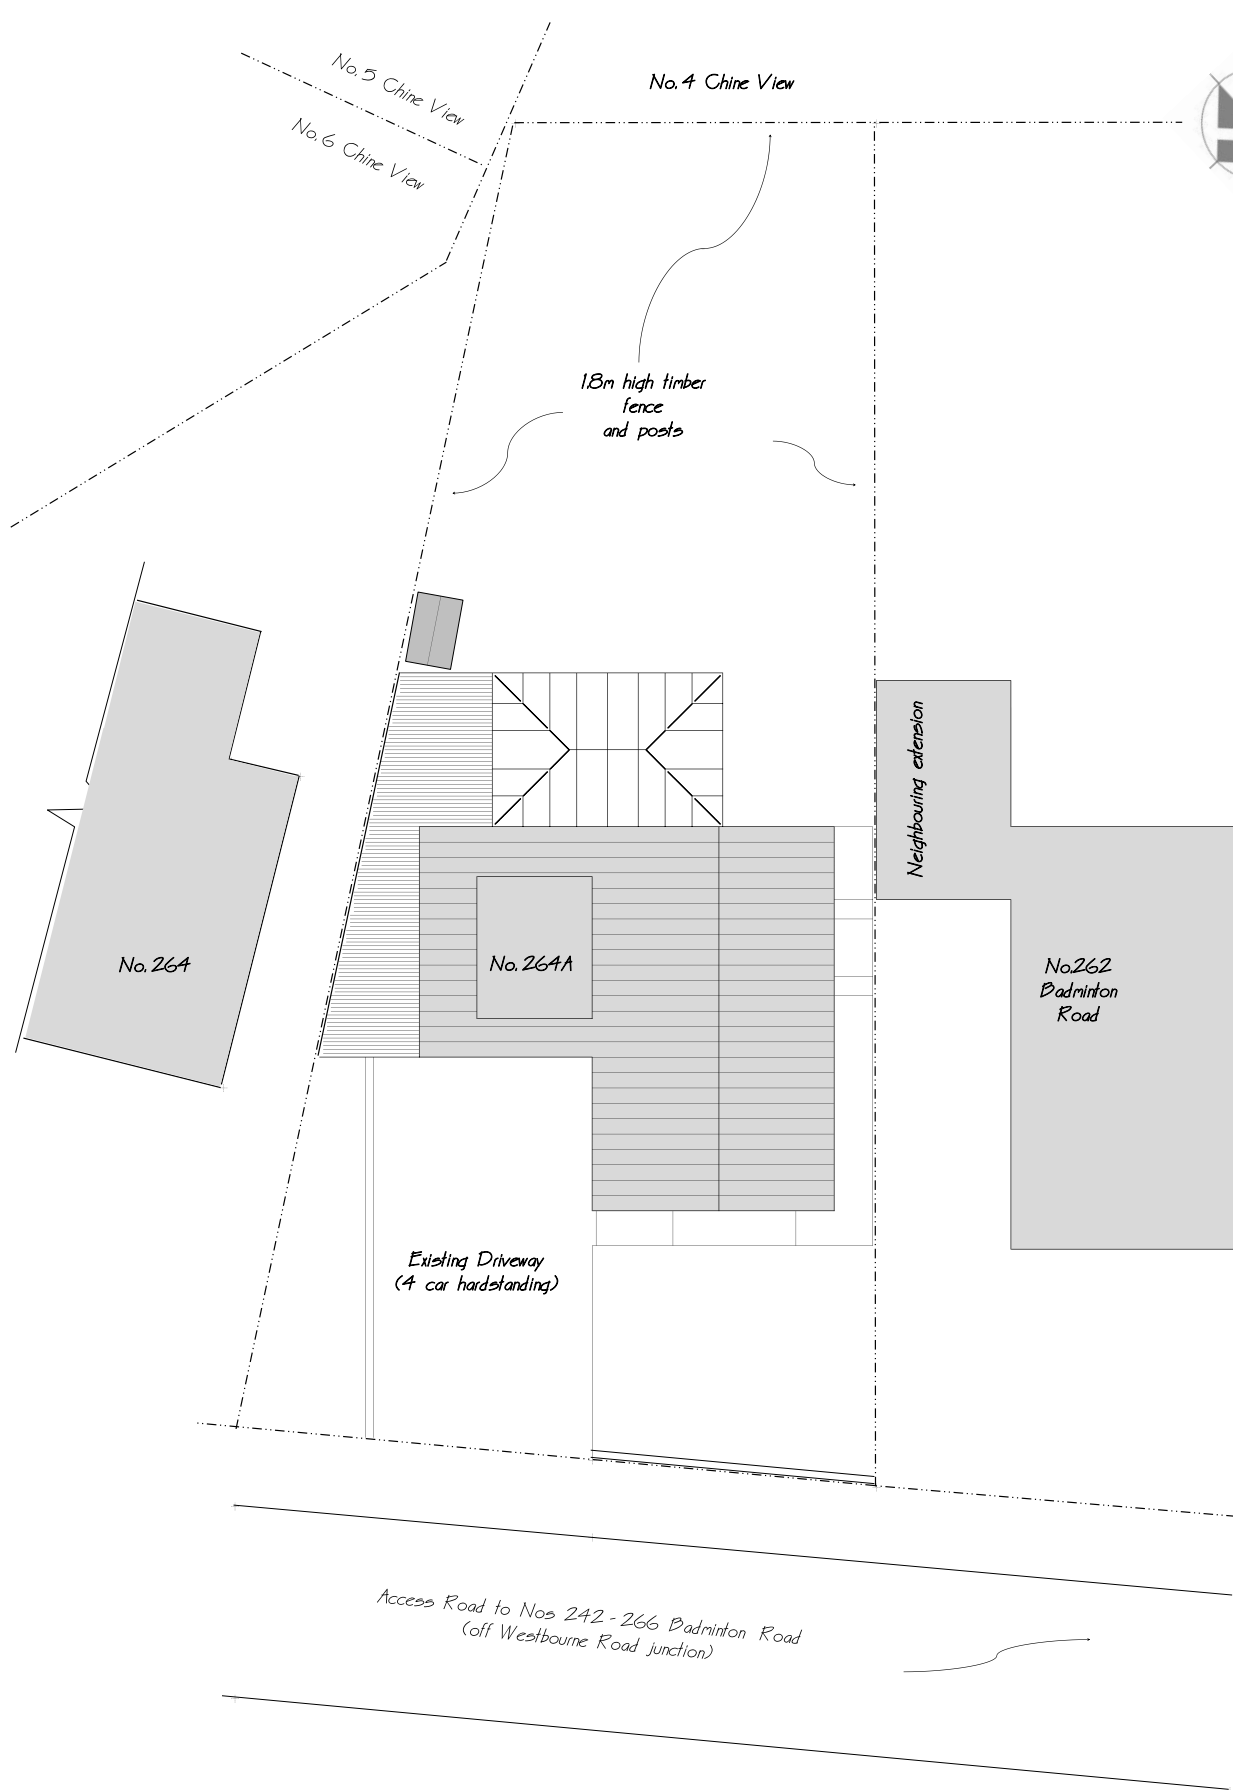 No. 5 Chine View
No. 4 Chine View
No. 6 Chine View
1.8m high timber
fence
and posts
Neighbouring extension
No. 264
No. 264A
No.262
Badminton
Road
Existing Driveway
(4 car hardstanding)
Access Road to Nos 242 - 266 Badminton Road
(off Westbourne Road junction)